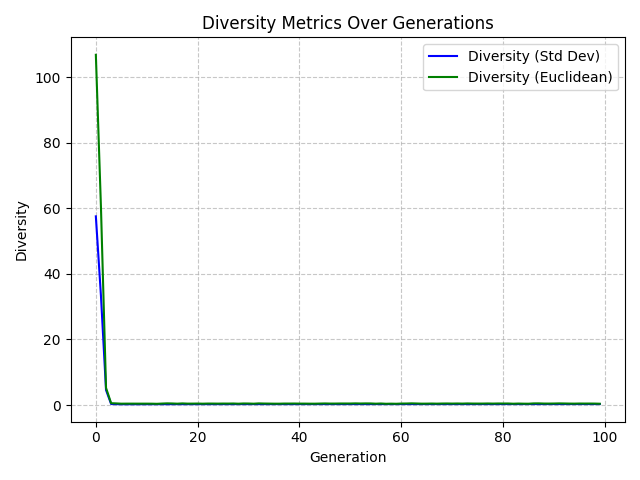 Diversity Metrics Over Generations
Diversity (Std Dev)
Diversity (Euclidean)
100
80
60
40
20
0
Diversity
0 20 40 60 80 100
Generation